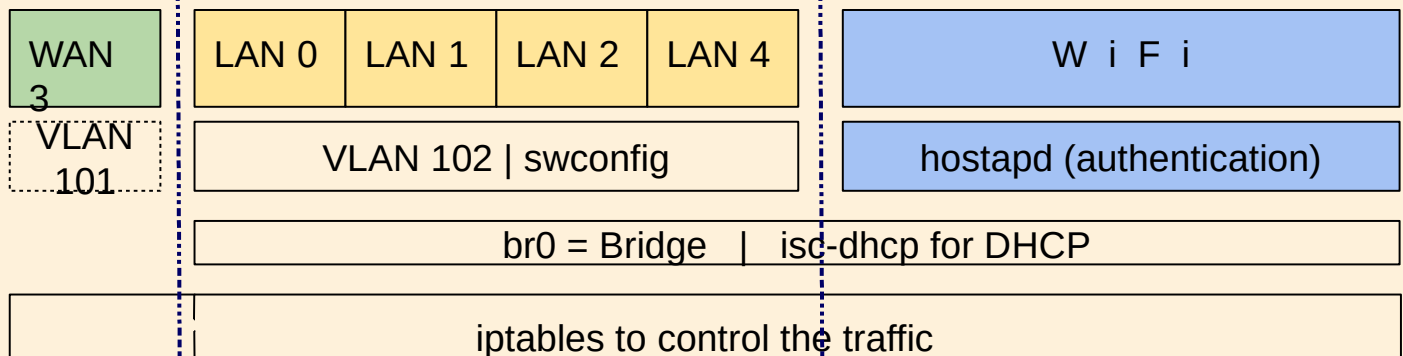 WAN
3
LAN 0
LAN 1
LAN 2
LAN 4
W i F i
VLAN
101
VLAN 102 | swconfig
hostapd (authentication)
br0 = Bridge | isc-dhcp for DHCP
iptables to control the traffic